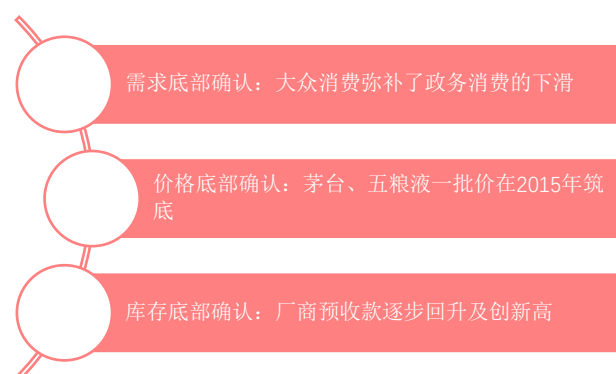 需求底部确认：大众消费弥补了政务消费的下滑
价格底部确认：茅台、五粮液一批价在2015年筑
底
库存底部确认：厂商预收款逐步回升及创新高